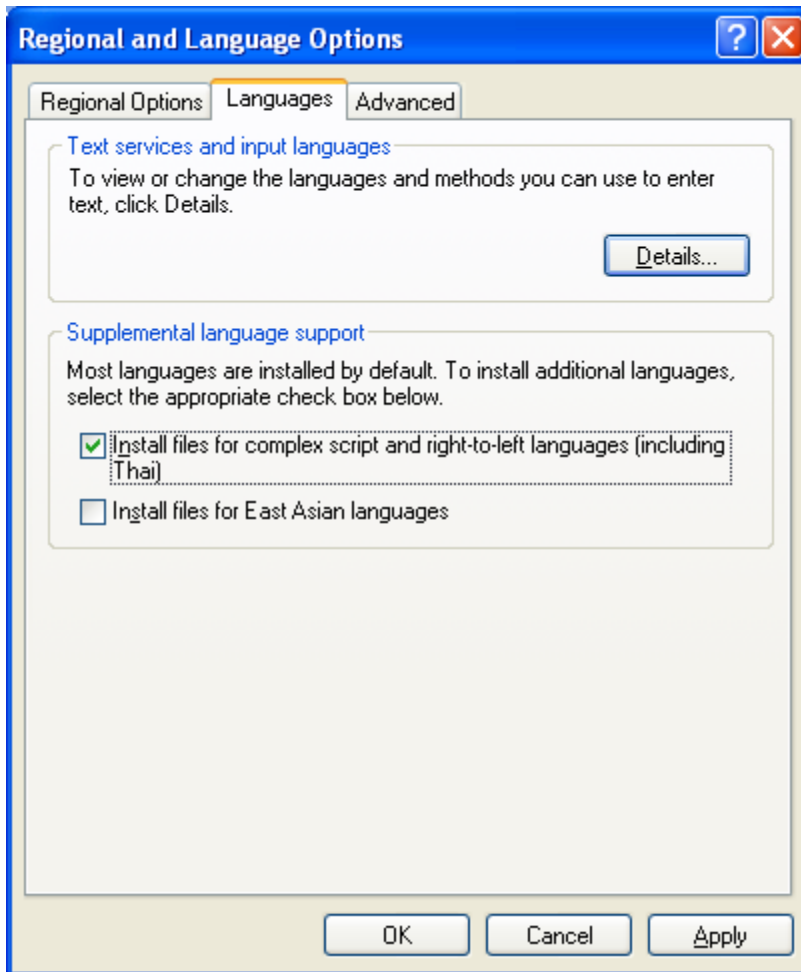 Regional and Language Options
Regional Options Languages Advanced
Text services and input languages
To view or change the languages and methods you can use to enter
text, click Details.
Details...
Supplemental language support
Most languages are installed by default. To install additional languages,
select the appropriate check box below.
Install files for complex script and right-to-left languages (including
Thai)
Install files for East Asian languages
OK Cancel Apply